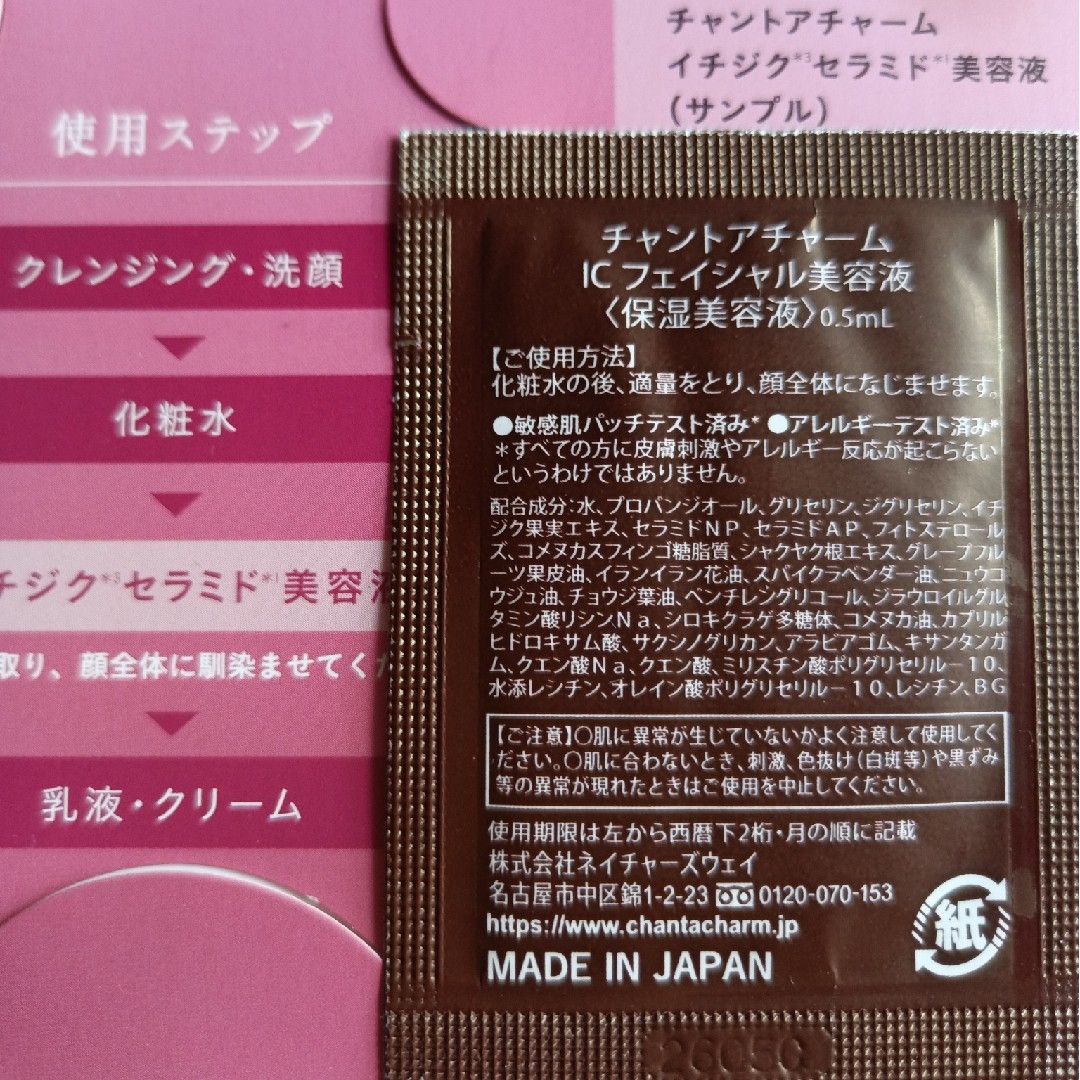 チャントアチャーム
イチジク*3セラミド*1美容液
(サンプル)
使用ステップ
クレンジング・洗顔
化粧水
チジク*3セラミド*1美容液
取り、顔全体に馴染ませてく
乳液・クリーム
チャントアチャーム
IC フェイシャル美容液
〈保湿美容液〉0.5mL
【ご使用方法】
化粧水の後、適量をとり、顔全体になじませます。
●敏感肌パッチテスト済み* ●アレルギーテスト済み*
*すべての方に皮膚刺激やアレルギー反応が起こらない
というわけではありません。
配合成分:水、プロパンジオール、グリセリン、ジグリセリン、イチ
ジク果実エキス、セラミドNP、セラミドAP、フィトステロール
ズ、コメヌカスフィンゴ糖脂質、シャクヤク根エキス、グレープフル
ーツ果皮油、イランイラン花油、スパイクラベンダー油、ニュウコ
ウジュ油、チョウジ葉油、ペンチレングリコール、ジラウロイルグル
タミン酸リシンNa、シロキクラゲ多糖体、コメヌカ油、カプリル
ヒドロキサム酸、サクシノグリカン、アラビアゴム、キサンタンガ
ム、クエン酸Na、クエン酸、ミリスチン酸ポリグリセリル-10、
水添レシチン、オレイン酸ポリグリセリル-10、レシチン、BG
【ご注意】〇肌に異常が生じていないかよく注意して使用してく
ださい。〇肌に合わないとき、刺激、色抜け(白斑等)や黒ずみ
等の異常が現れたときはご使用を中止してください。
使用期限は左から西暦下2桁・月の順に記載
株式会社ネイチャーズウェイ
名古屋市中区錦1-2-23 0120-070-153
https://www.chantacharm.jp
紙
MADE IN JAPAN